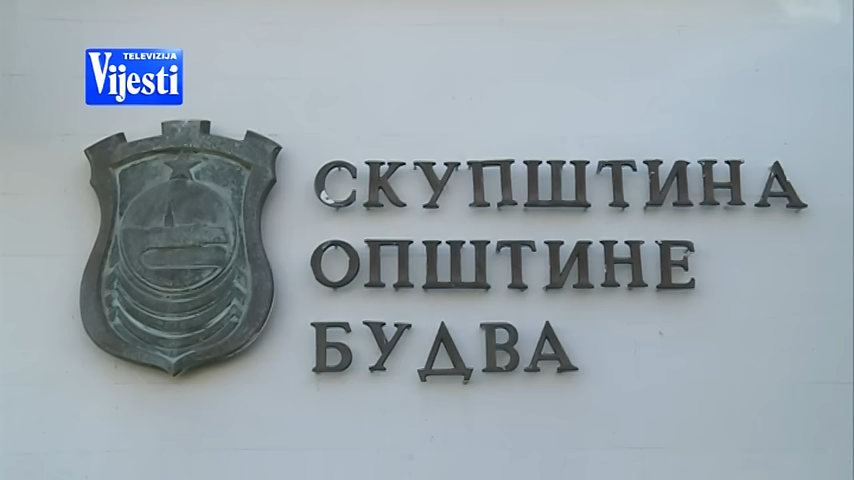 TELEVIZIJA
Vijesti
СКУПШТИНА
ОПШТИНЕ
БУДВА